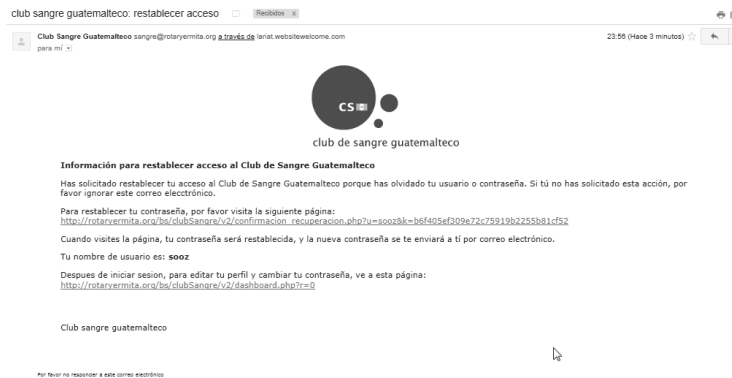 club sangre guatemalteco: restablecer acceso Recibidos x
Club Sangre Guatemalteco sangre@rotaryermita.org a través de lariat.websitewelcome.com 23:56 (Hace 3 minutos)
para mí
CS
club de sangre guatemalteco
Información para restablecer acceso al Club de Sangre Guatemalteco
Has solicitado restablecer tu acceso al Club de Sangre Guatemalteco porque has olvidado tu usuario o contraseña. Si tú no has solicitado esta acción, por
favor ignorar este correo elecctrónico.
Para restablecer tu contraseña, por favor visita la siguiente página:
http://rotaryermita.org/bs/clubSangre/v2/confirmacion_recuperacion.php?u=sooz&k=b6f405ef309e72c75919b2255b81cf52
Cuando visites la página, tu contraseña será restablecida, y la nueva contraseña se te enviará a tí por correo electrónico.
Tu nombre de usuario es: sooz
Despues de iniciar sesion, para editar tu perfil y cambiar tu contraseña, ve a esta página:
http://rotaryermita.org/bs/clubSangre/v2/dashboard.php?r=0
Club sangre guatemalteco
Por favor no responder a este correo electrónico